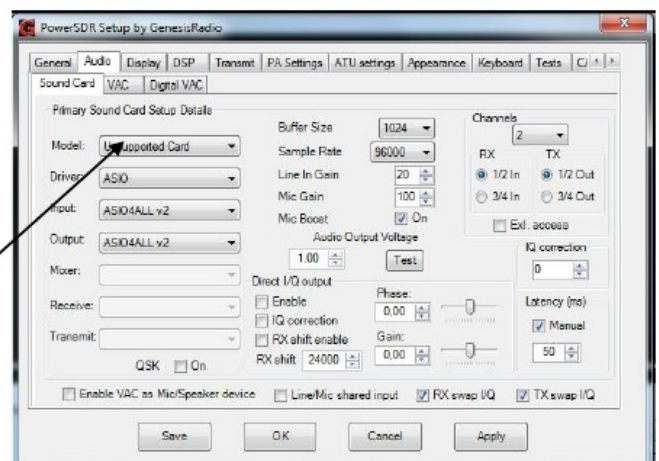 PowerSDR Setup by GenesisRadio
General Audio Display DSP Transmit PA Settings ATU settings Appearance Keyboard Tests
Sound Card VAC Digital VAC
Primary Sound Card Setup Details
Model: Unsupported Card
Driver: ASIO
Input: ASIO4ALL v2
Output: ASIO4ALL v2
Mixer:
Receive:
Transmit:
QSK On
Buffer Size 1024
Sample Rate 96000
Line In Gain 20
Mic Gain 100
Mic Boost On
Audio Output Voltage
1.00 Test
Direct I/Q output
Enable
IQ correction
RX shift enable
RX shift 24000
Phase:
0,00
Gain:
0,00
Channels
2
RX TX
1/2 In 1/2 Out
3/4 In 3/4 Out
Exl. access
IQ correction
0
Latency (ms)
Manual
50
Enable VAC as Mic/Speaker device Line/Mic shared input RX swap I/Q TX swap I/Q
Save OK Cancel Apply